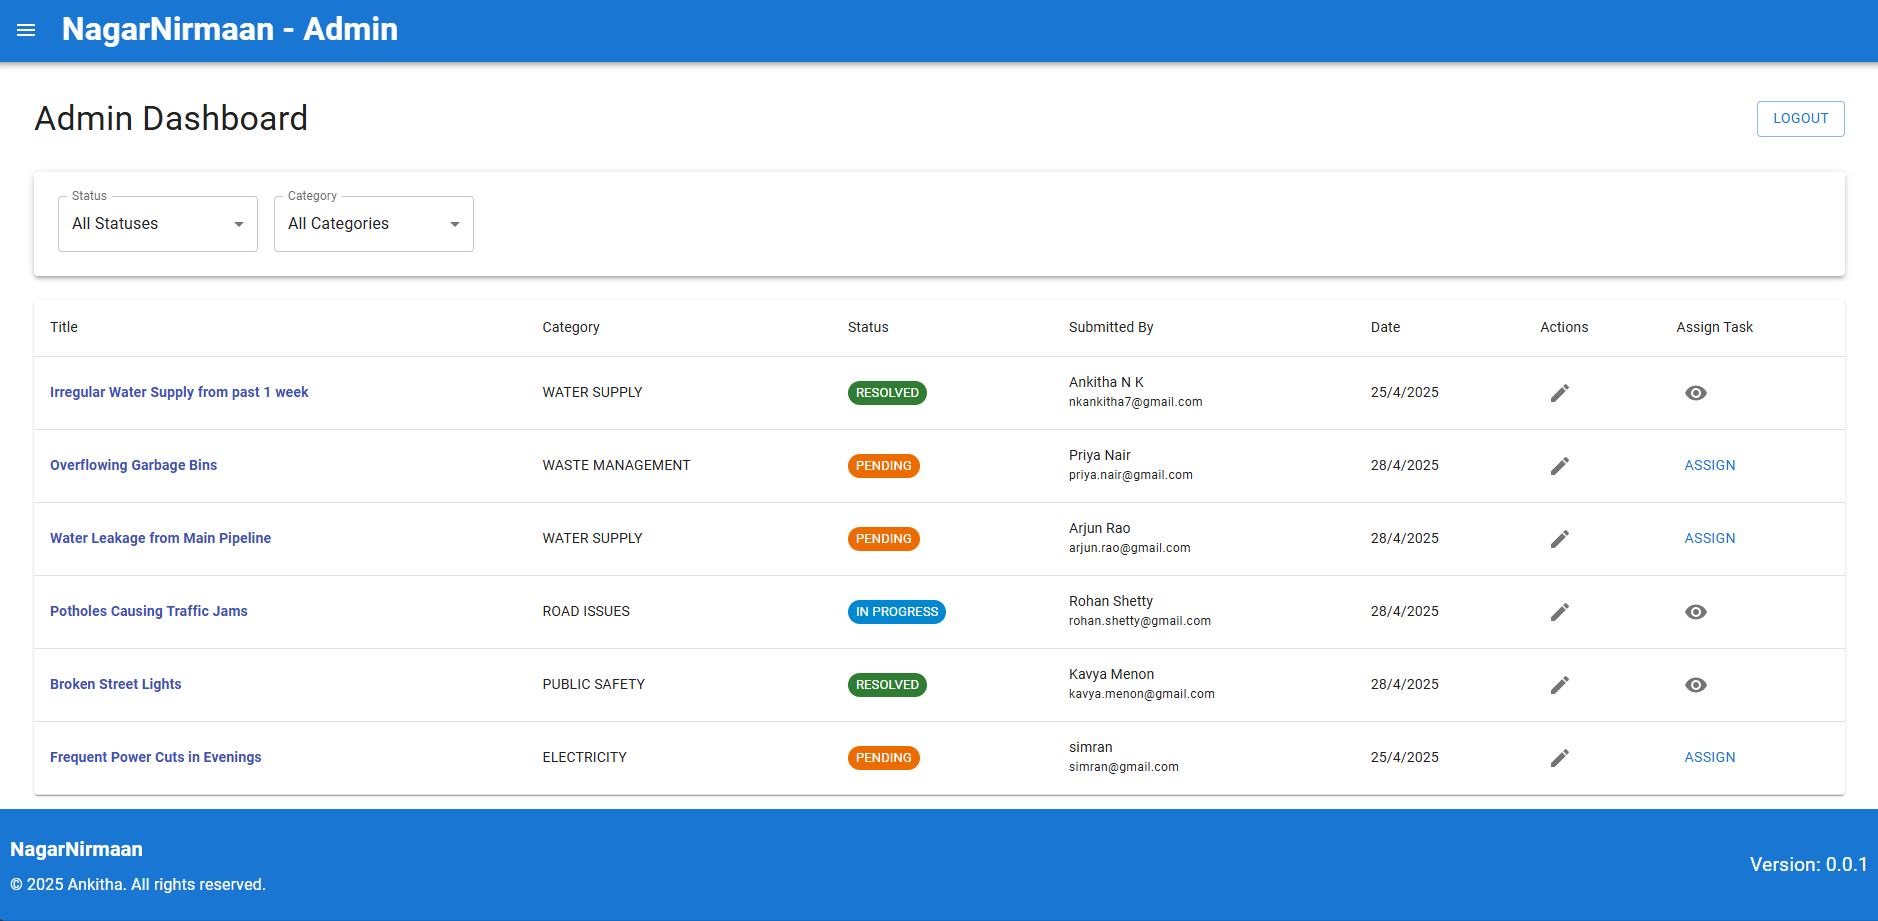 NagarNirmaan - Admin
Admin Dashboard
LOGOUT
Status
Category
All Statuses
All Categories
Title Category Status Submitted By Date Actions Assign Task
Irregular Water Supply from past 1 week WATER SUPPLY RESOLVED Ankitha N K 25/4/2025
nkankitha7@gmail.com
Overflowing Garbage Bins WASTE MANAGEMENT PENDING Priya Nair 28/4/2025 ASSIGN
priya.nair@gmail.com
Water Leakage from Main Pipeline WATER SUPPLY PENDING Arjun Rao 28/4/2025 ASSIGN
arjun.rao@gmail.com
Potholes Causing Traffic Jams ROAD ISSUES IN PROGRESS Rohan Shetty 28/4/2025
rohan.shetty@gmail.com
Broken Street Lights PUBLIC SAFETY RESOLVED Kavya Menon 28/4/2025
kavya.menon@gmail.com
Frequent Power Cuts in Evenings ELECTRICITY PENDING simran 25/4/2025 ASSIGN
simran@gmail.com
NagarNirmaan
© 2025 Ankitha. All rights reserved.
Version: 0.0.1